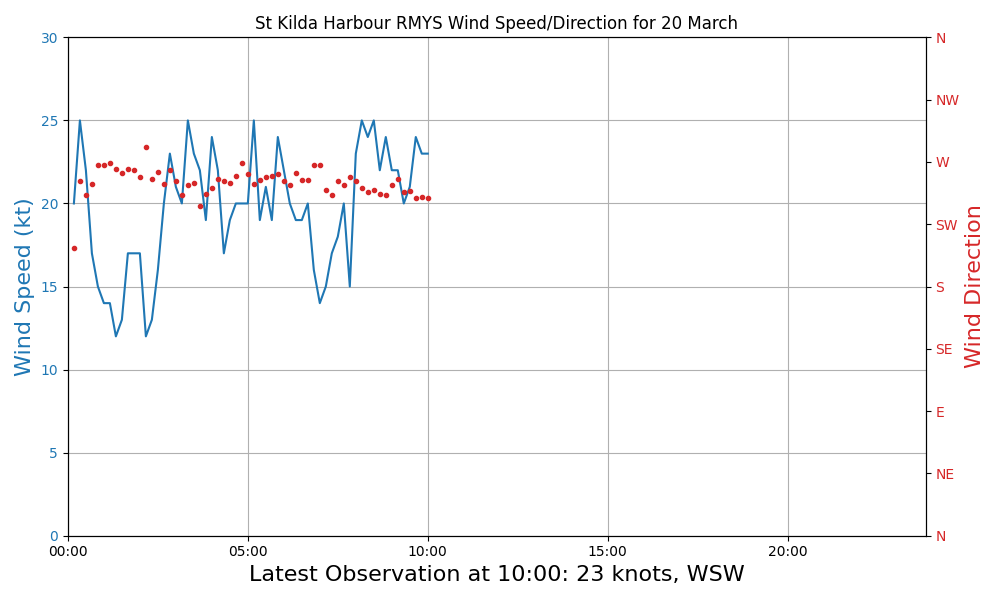 St Kilda Harbour RMYS Wind Speed/Direction for 20 March
30
25
20
15
10
5
0
Wind Speed (kt)
N
NW
W
SW
S
SE
E
NE
N
Wind Direction
00:00 05:00 10:00 15:00 20:00
Latest Observation at 10:00: 23 knots, WSW